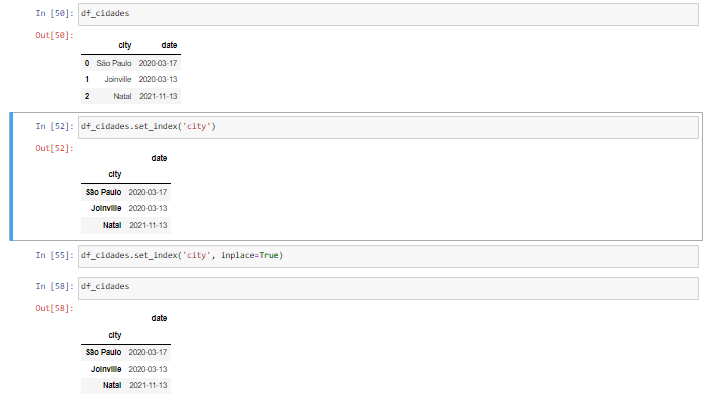 In [50]: df_cidades
Out[50]:
city date
0 São Paulo 2020-03-17
1 Joinville 2020-03-13
2 Natal 2021-11-13
In [52]: df_cidades.set_index('city')
Out[52]:
date
city
São Paulo 2020-03-17
Joinville 2020-03-13
Natal 2021-11-13
In [55]: df_cidades.set_index('city', inplace=True)
In [58]: df_cidades
Out[58]:
date
city
São Paulo 2020-03-17
Joinville 2020-03-13
Natal 2021-11-13